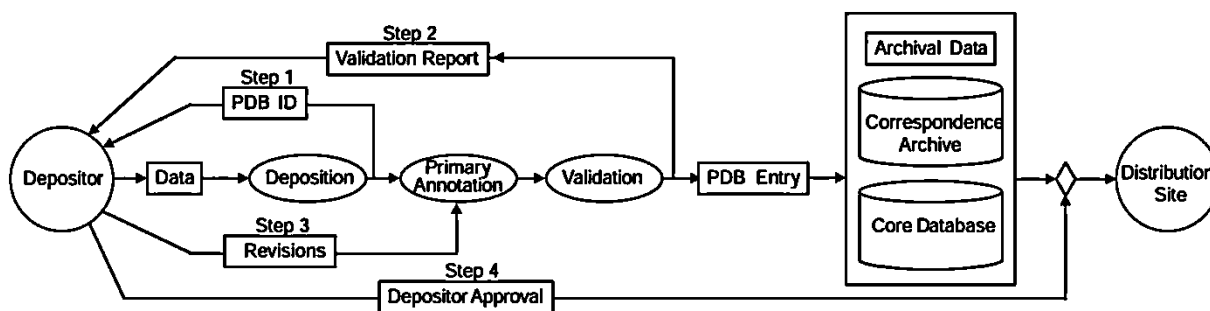 Step 2
Validation Report
Step 1
PDB ID
Depositor
Data
Deposition
Primary
Annotation
Validation
PDB Entry
Step 3
Revisions
Step 4
Depositor Approval
Archival Data
Correspondence
Archive
Core Database
Distribution
Site